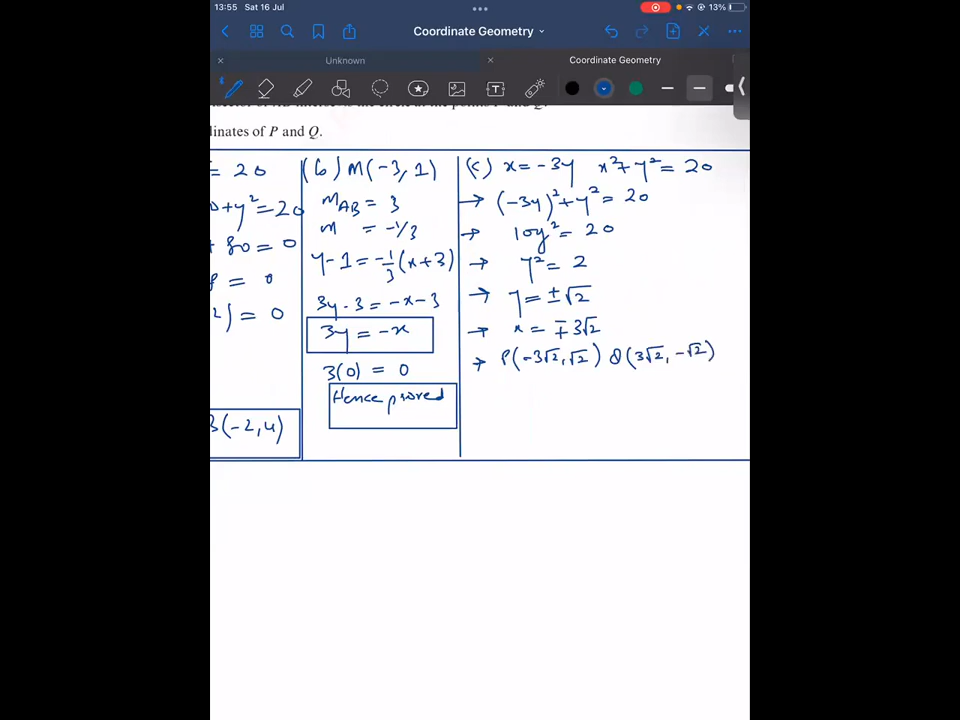 13:55 Sat 16 Jul
13%
Coordinate Geometry
Unknown
Coordinate Geometry
dinates of P and Q.
= 20
+y²=20
+ 80 = 0
= 0
2) = 0
B(-2,4)
(b) M(-3, 1)
m_AB = 3
m = -1/3
y-1 = -1/3 (x+3)
3y-3 = -x-3
3y = -x
3(0) = 0
Hence proved
(c) x = -3y x²+y² = 20
→ (-3y)²+y² = 20
→ 10y² = 20
→ y² = 2
→ y = ±√2
→ x = ∓3√2
→ P(-3√2, √2) Q(3√2, -√2)